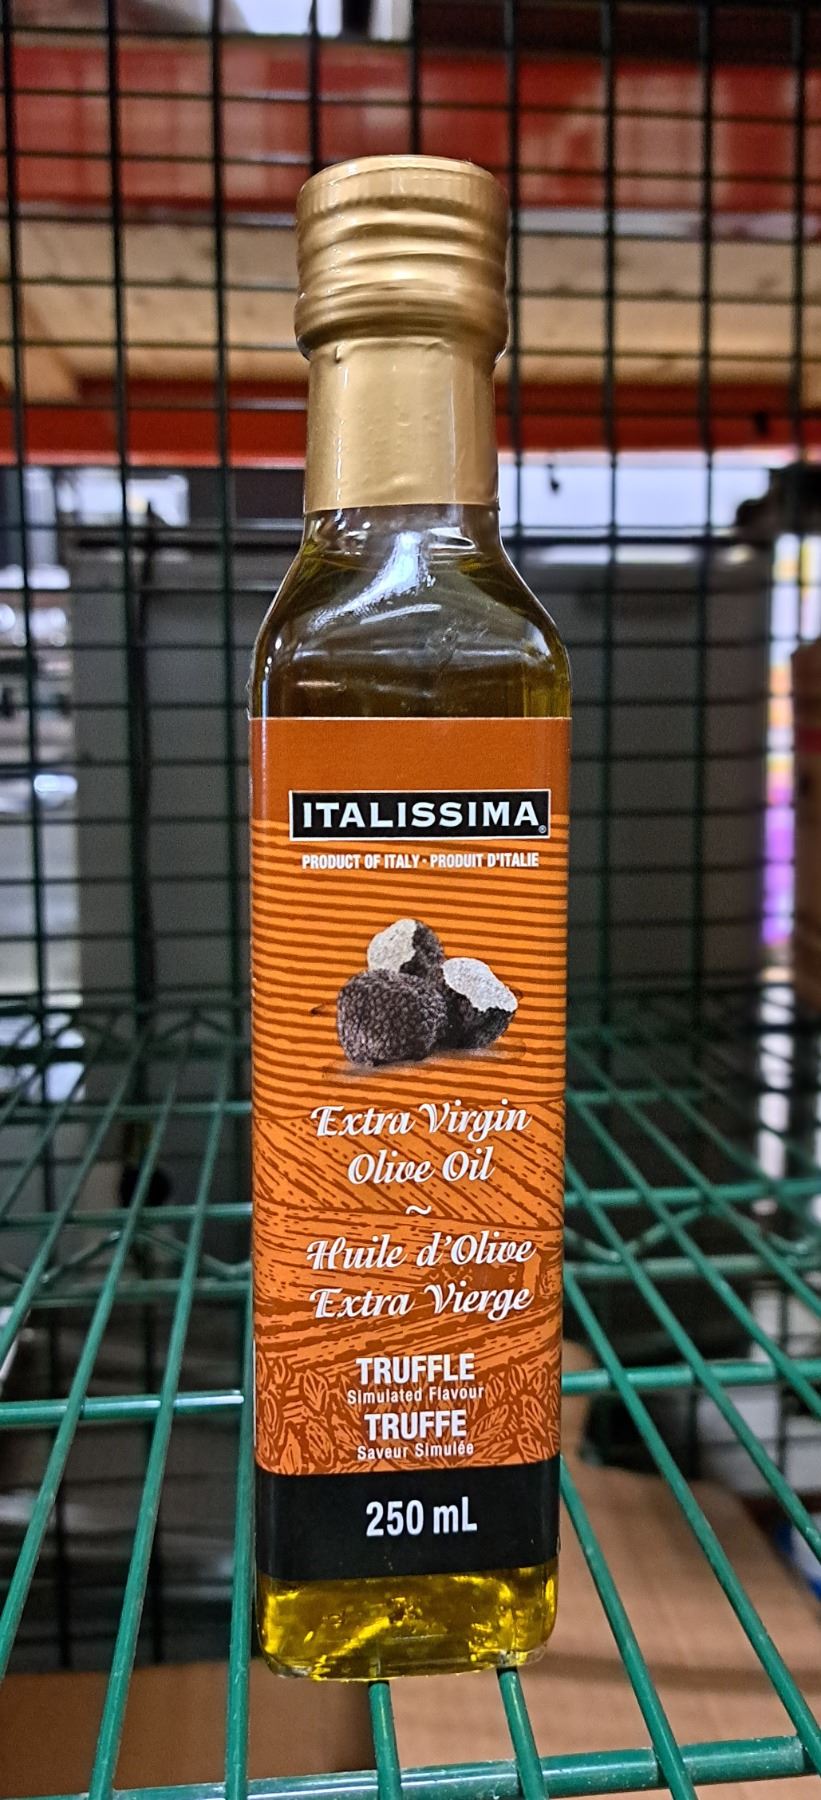 ITALISSIMA®
PRODUCT OF ITALY · PRODUIT D'ITALIE
Extra Virgin
Olive Oil
~
Huile d'Olive
Extra Vierge
TRUFFLE
Simulated Flavour
TRUFFE
Saveur Simulée
250 mL